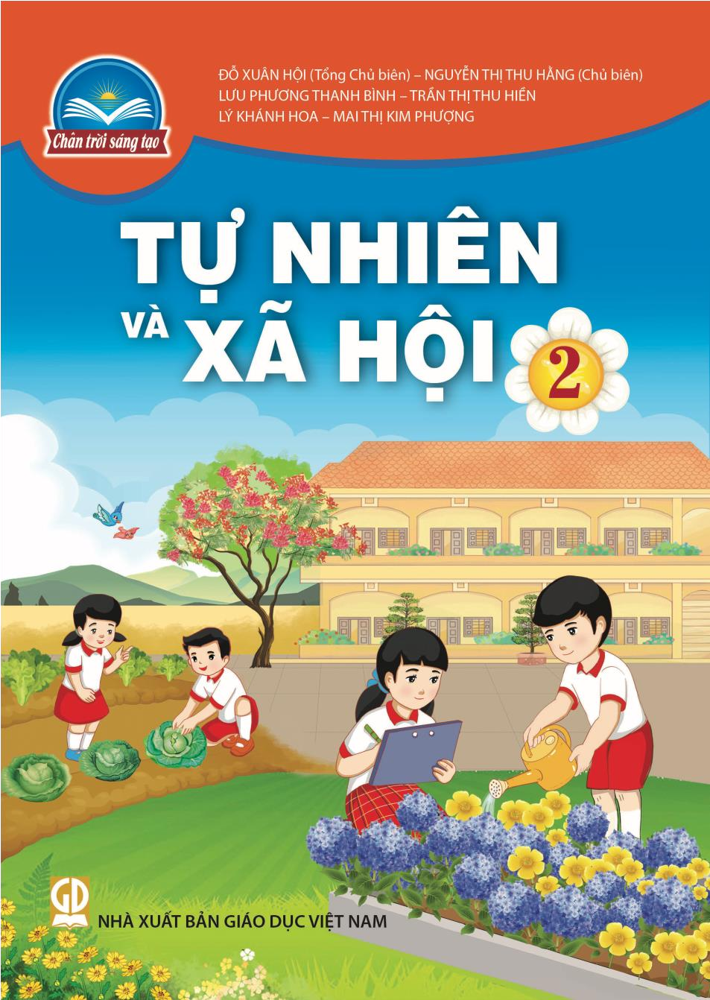 ĐỖ XUÂN HỘI (Tổng Chủ biên) – NGUYỄN THỊ THU HẰNG (Chủ biên)
LƯU PHƯƠNG THANH BÌNH – TRẦN THỊ THU HIỀN
LÝ KHÁNH HOA – MAI THỊ KIM PHƯỢNG
Chân trời sáng tạo
TỰ NHIÊN
VÀ XÃ HỘI 2
GD
NHÀ XUẤT BẢN GIÁO DỤC VIỆT NAM